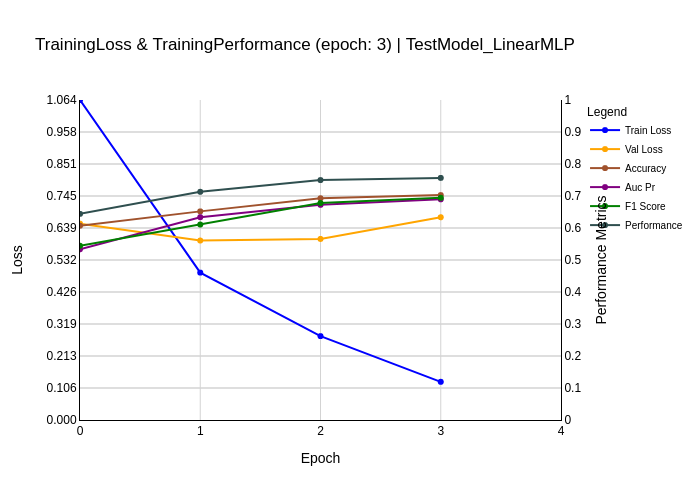 TrainingLoss & TrainingPerformance (epoch: 3) | TestModel_LinearMLP
1.064
0.958
0.851
0.745
0.639
0.532
0.426
0.319
0.213
0.106
0.000
Loss
0
1
2
3
4
Epoch
1
0.9
0.8
0.7
0.6
0.5
0.4
0.3
0.2
0.1
0
Performance Metrics
Legend
Train Loss
Val Loss
Accuracy
Auc Pr
F1 Score
Performance